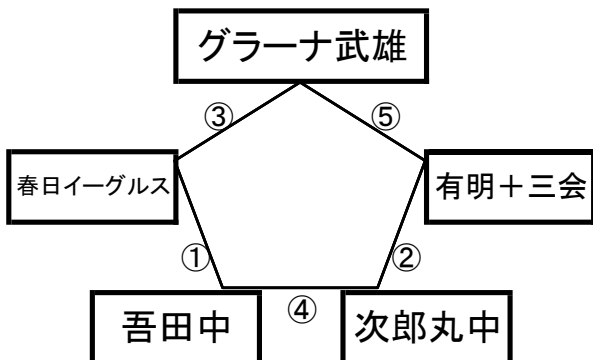 グラーナ武雄
③
⑤
春日イーグルス
有明＋三会
①
②
④
吾田中
次郎丸中